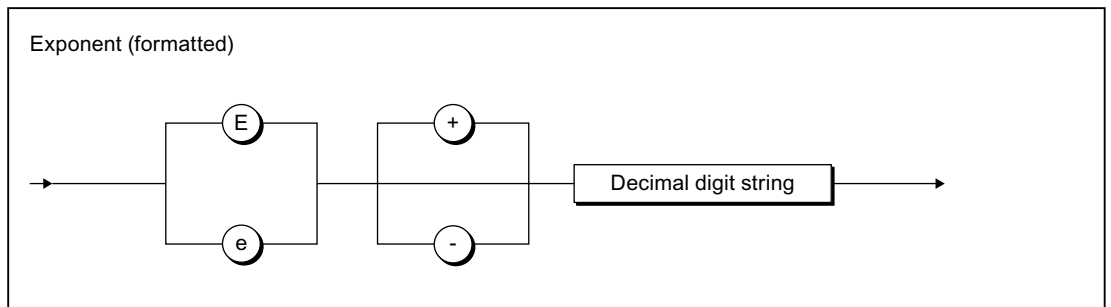 Exponent (formatted)
E
+
Decimal digit string
e
-